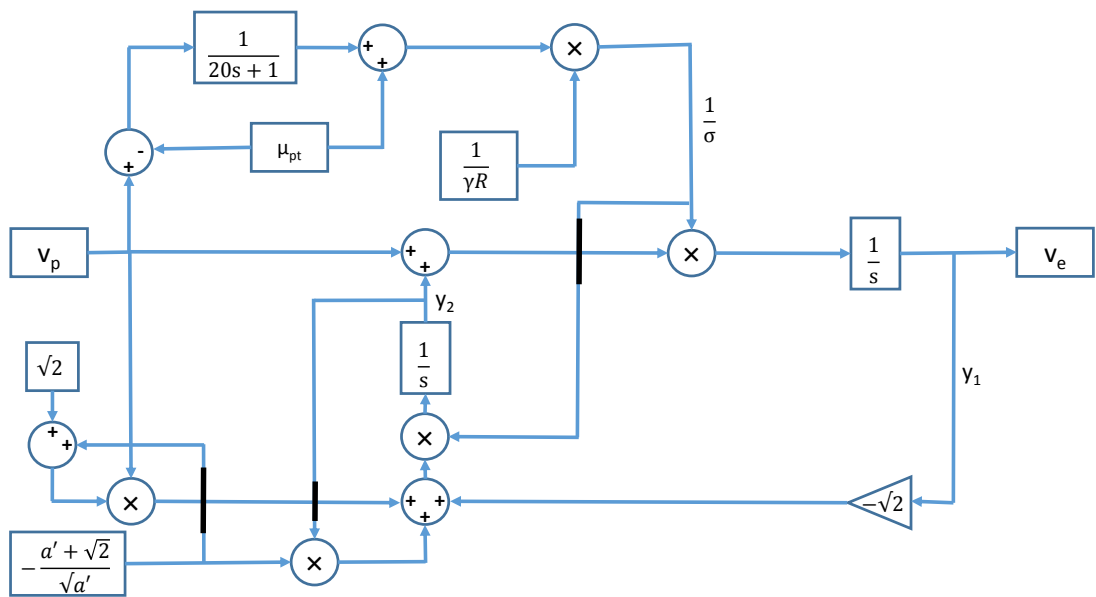 1
20s + 1
+
+
×
-
+
μpt
1
γR
1
σ
vp
+
+
×
1
s
ve
y2
√2
1
s
y1
+
+
×
×
+
+
+
−√2
− a′ + √2
√a′
×